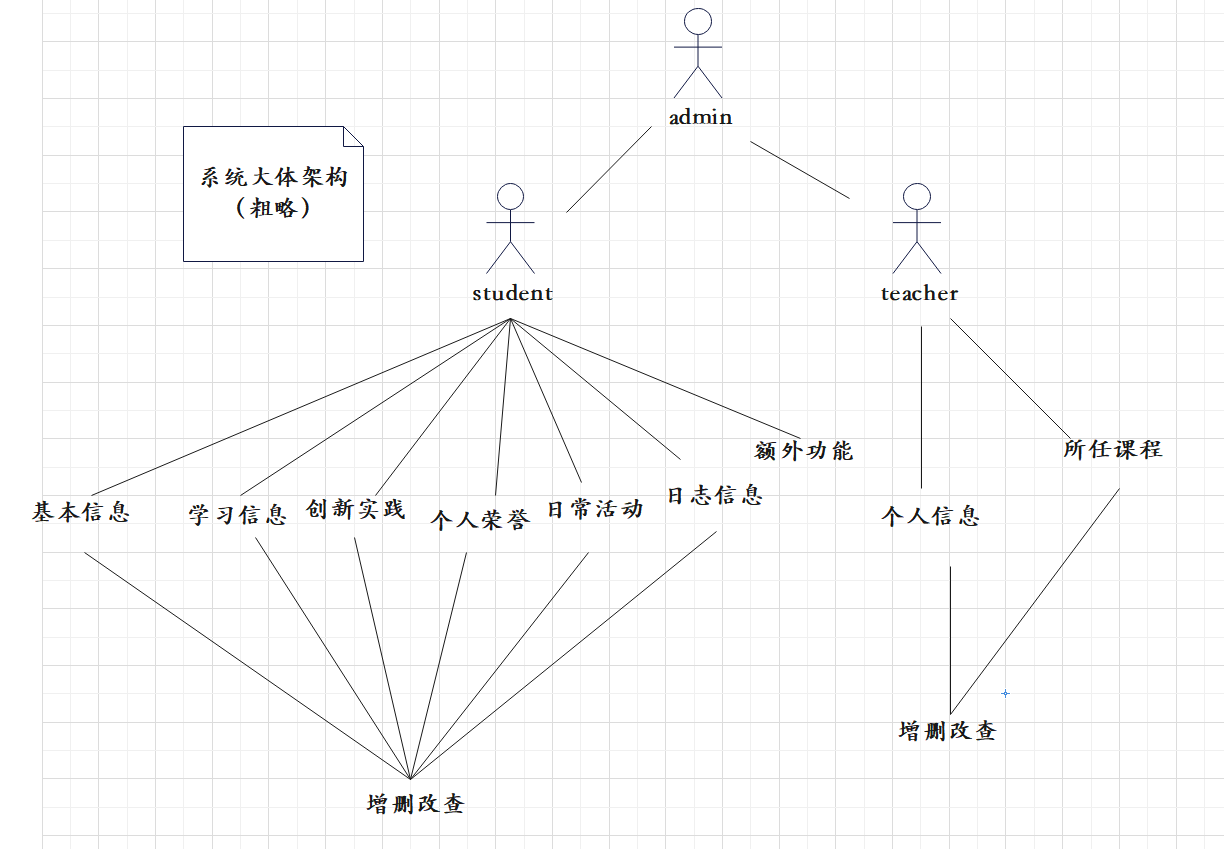 admin
系统大体架构
（粗略）
student
teacher
额外功能
所任课程
基本信息
学习信息
创新实践
个人荣誉
日常活动
日志信息
个人信息
增删改查
增删改查